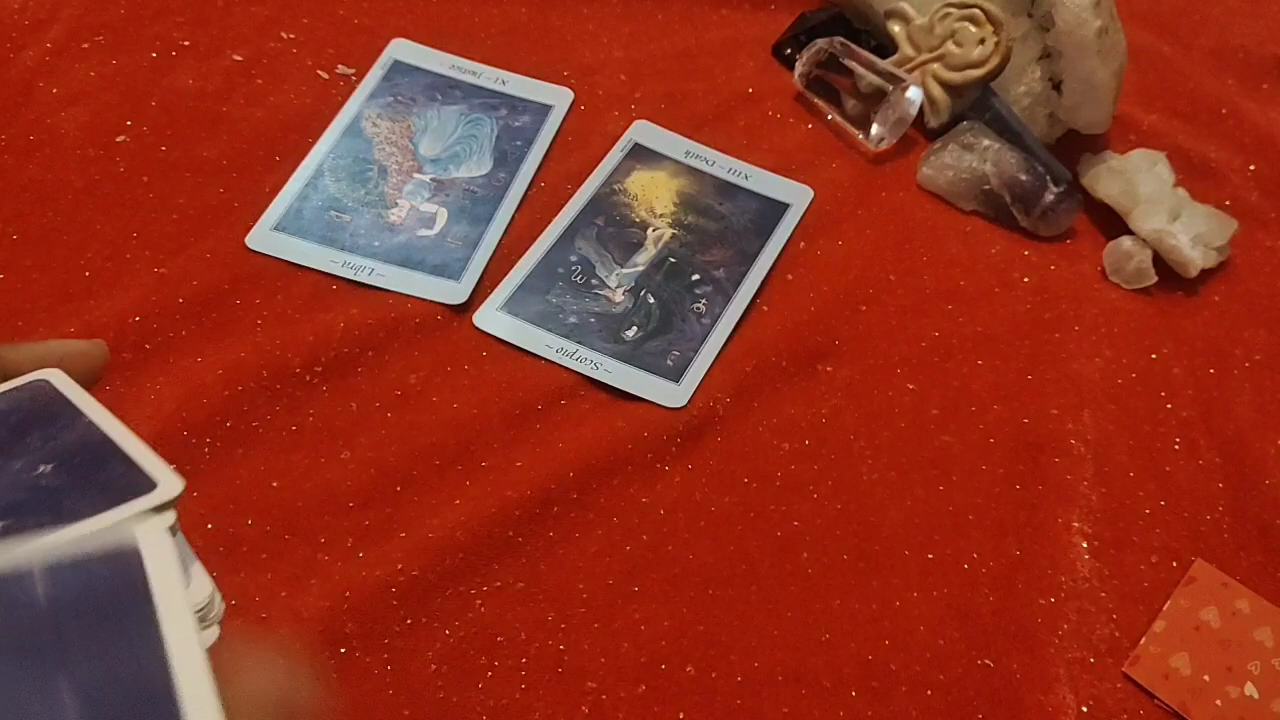 XI ~ Justice
~ Libra ~
XIII ~ Death
~ Scorpio ~